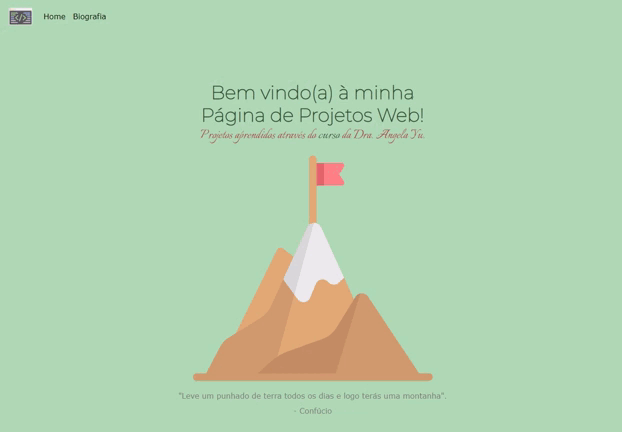 Home Biografia
Bem vindo(a) à minha
Página de Projetos Web!
Projetos aprendidos através do curso da Dra. Angela Yu.
"Leve um punhado de terra todos os dias e logo terás uma montanha".
- Confúcio